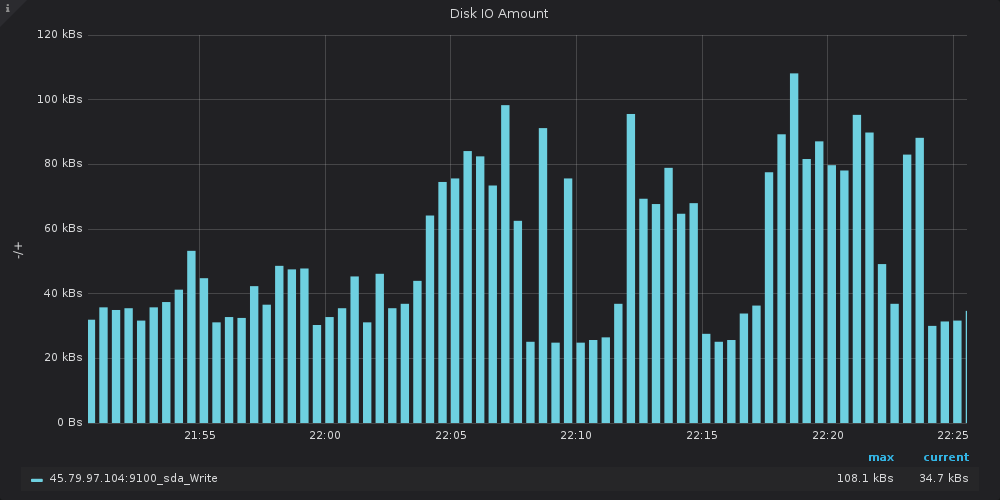 i
Disk IO Amount
120 kBs
100 kBs
80 kBs
60 kBs
40 kBs
20 kBs
0 Bs
-/+
21:55 22:00 22:05 22:10 22:15 22:20 22:25
max current
45.79.97.104:9100_sda_Write 108.1 kBs 34.7 kBs